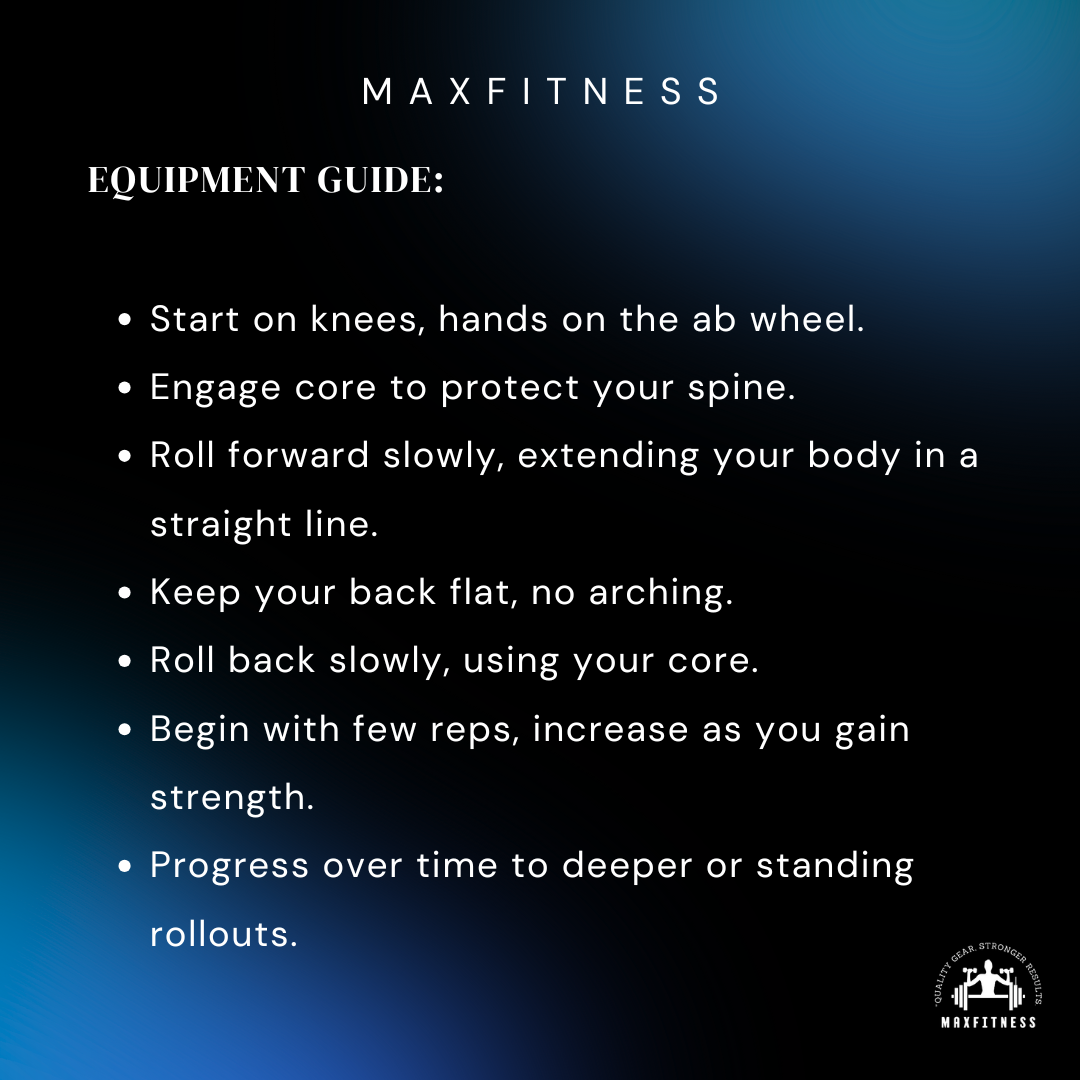 MAXFITNESS
EQUIPMENT GUIDE:
• Start on knees, hands on the ab wheel.
• Engage core to protect your spine.
• Roll forward slowly, extending your body in a
straight line.
• Keep your back flat, no arching.
• Roll back slowly, using your core.
• Begin with few reps, increase as you gain
strength.
• Progress over time to deeper or standing
rollouts.
"QUALITY GEAR, STRONGER RESULTS"
MAXFITNESS